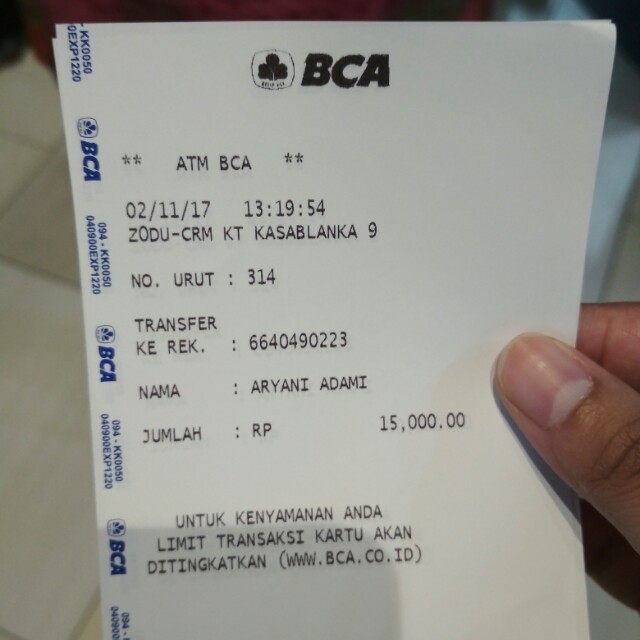 BCA
** ATM BCA **
02/11/17 13:19:54
ZODU-CRM KT KASABLANKA 9
NO. URUT : 314
TRANSFER
KE REK. : 6640490223
NAMA : ARYANI ADAMI
JUMLAH : RP 15,000.00
UNTUK KENYAMANAN ANDA
LIMIT TRANSAKSI KARTU AKAN
DITINGKATKAN (WWW.BCA.CO.ID)
KK0050
0EXP1220
BCA
094 - KK0050
040900EXP1220
BCA
094 - KK0050
040900EXP1220
BCA